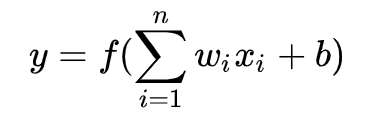 y = f(∑_{i=1}^{n} w_i x_i + b)